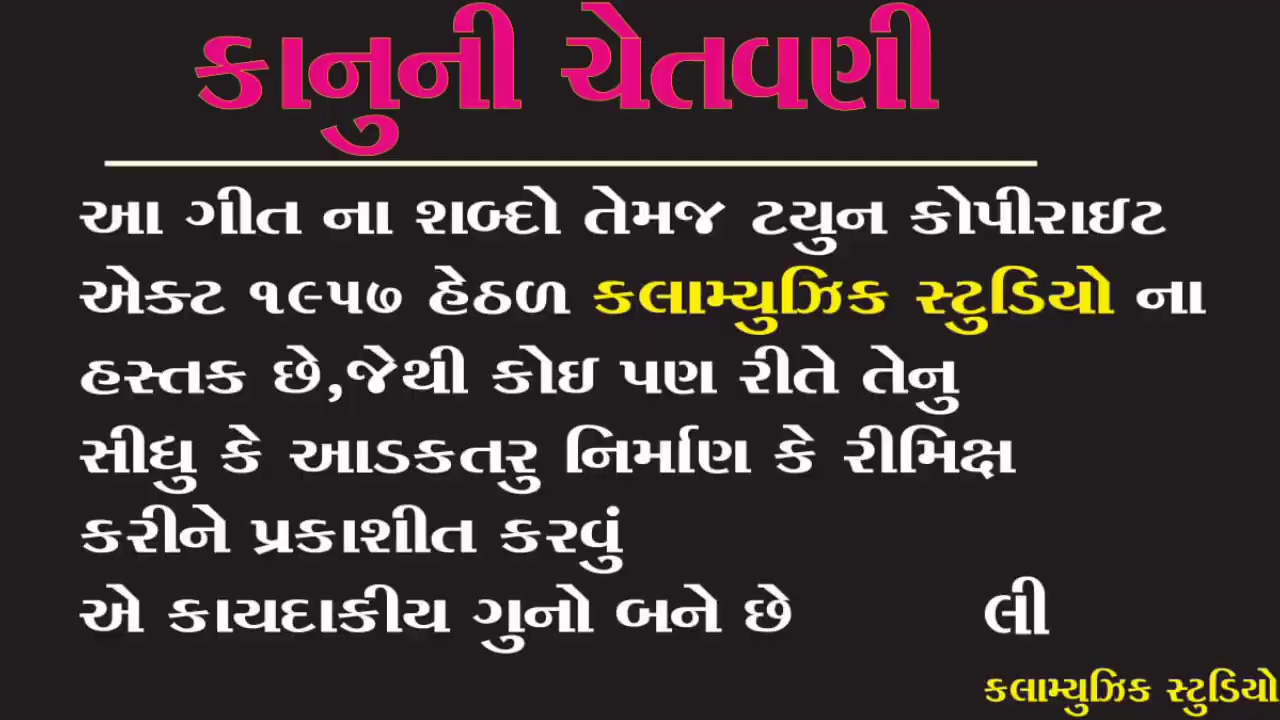 કાનુની ચેતવણી
આ ગીત ના શબ્દો તેમજ ટયુન કોપીરાઇટ
એક્ટ ૧૯૫૭ હેઠળ કલામ્યુઝિક સ્ટુડિયો ના
હસ્તક છે,જેથી કોઇ પણ રીતે તેનુ
સીધુ કે આડકતરુ નિર્માણ કે રીમિક્ષ
કરીને પ્રકાશીત કરવું
એ કાયદાકીય ગુનો બને છે લી
કલામ્યુઝિક સ્ટુડિયો